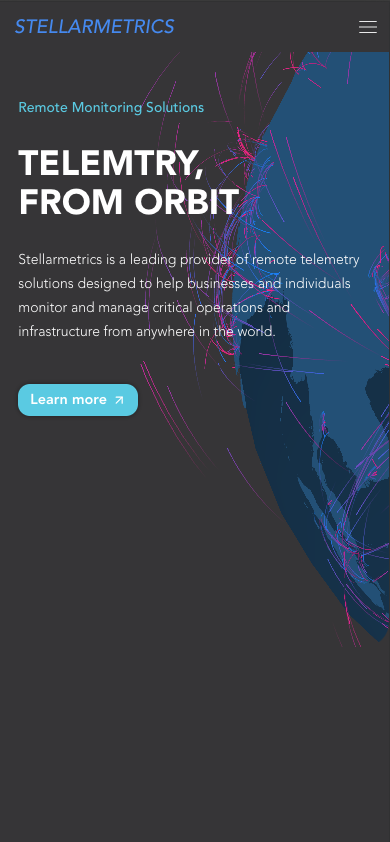 STELLARMETRICS
Remote Monitoring Solutions
TELEMTRY,
FROM ORBIT
Stellarmetrics is a leading provider of remote telemetry
solutions designed to help businesses and individuals
monitor and manage critical operations and
infrastructure from anywhere in the world.
Learn more